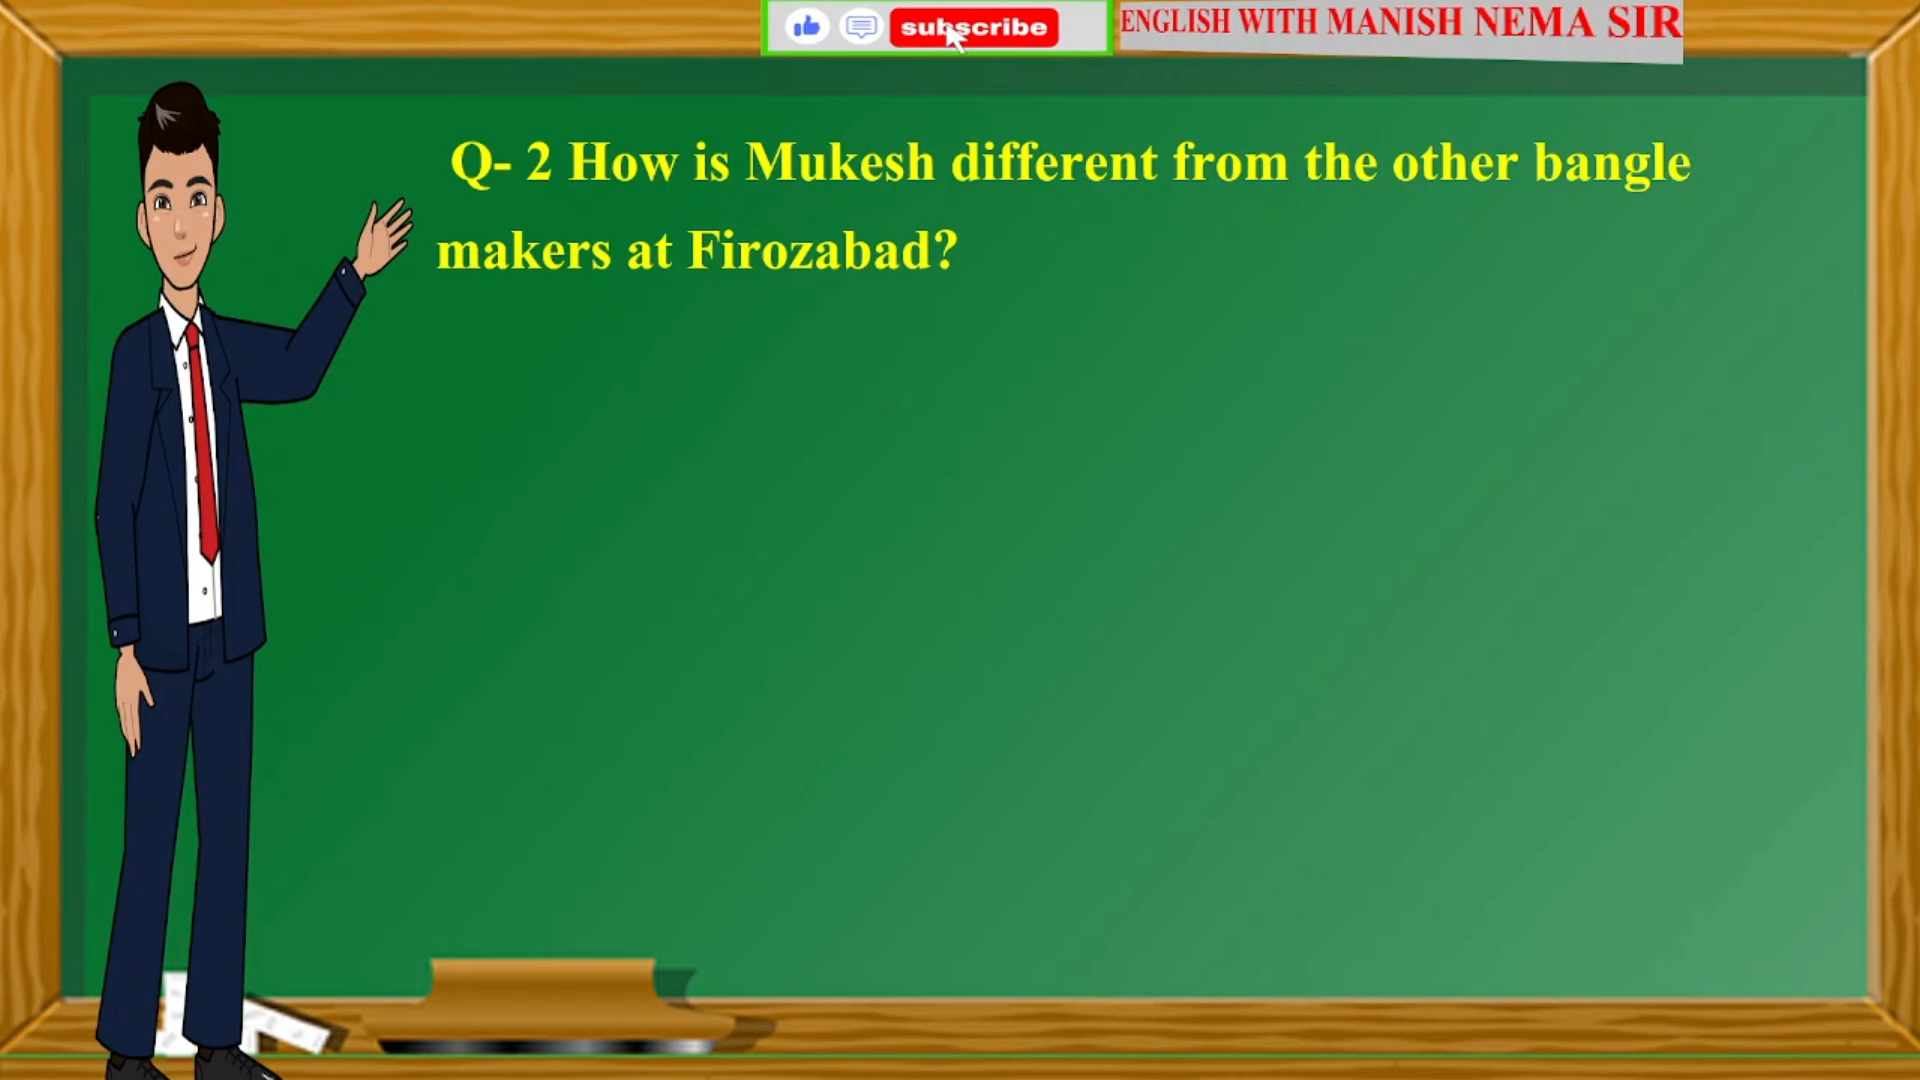 subscribe
ENGLISH WITH MANISH NEMA SIR
Q- 2 How is Mukesh different from the other bangle
makers at Firozabad?